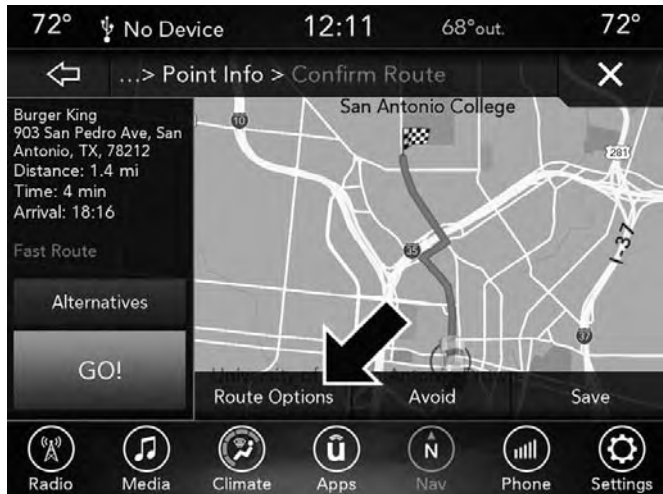 72°
No Device
12:11
68°out.
72°
...> Point Info > Confirm Route
X
Burger King
903 San Pedro Ave, San
Antonio, TX, 78212
Distance: 1.4 mi
Time: 4 min
Arrival: 18:16
Fast Route
Alternatives
GO!
San Antonio College
10
281
35
I-37
37
University of
Route Options
Avoid
Save
Radio
Media
Climate
ū
Apps
N
Nav
Phone
Settings